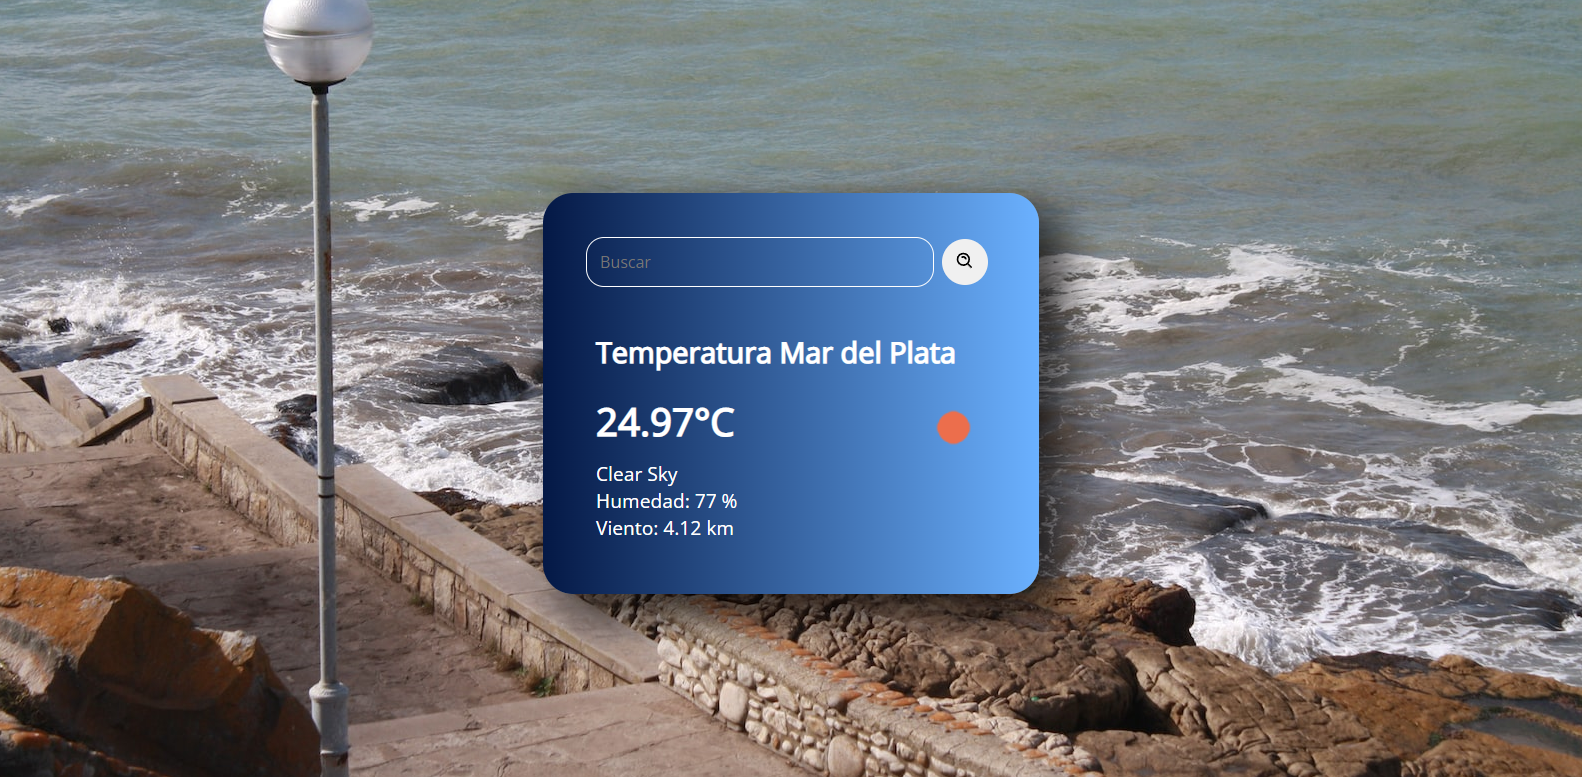 Buscar
Temperatura Mar del Plata
24.97°C
Clear Sky
Humedad: 77 %
Viento: 4.12 km